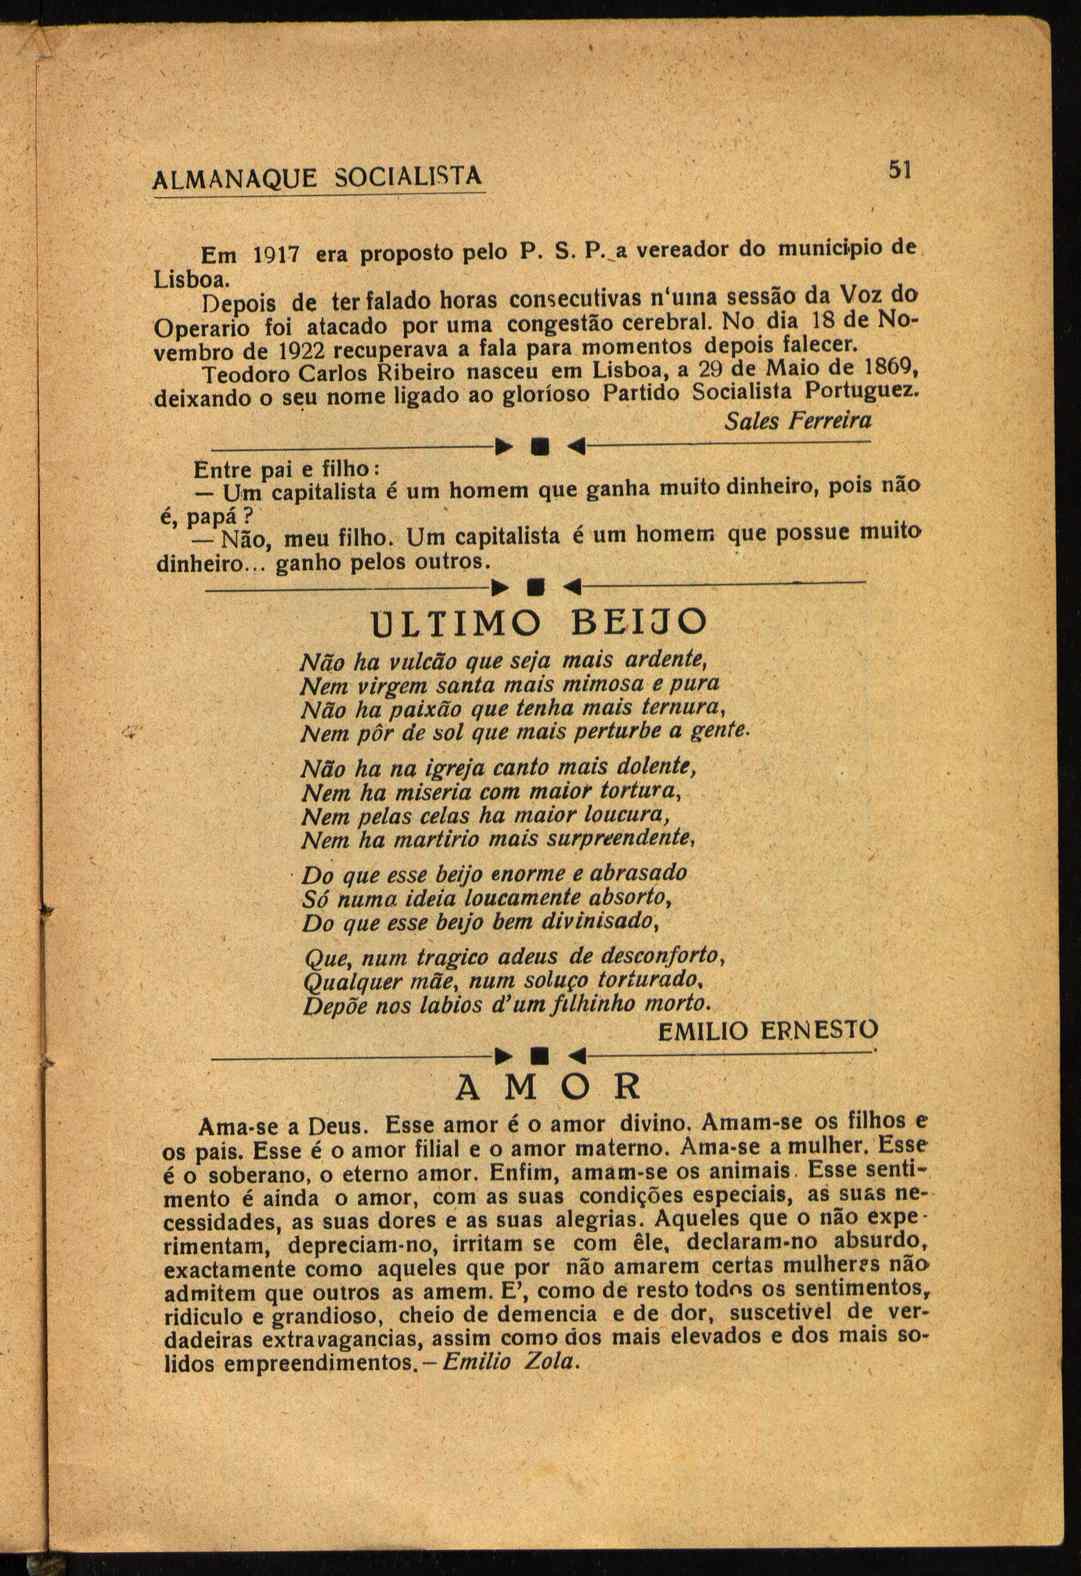 ALMANAQUE SOCIALISTA 51
Em 1917 era proposto pelo P. S. P. a vereador do municipio de
Lisboa.
Depois de ter falado horas consecutivas n'uma sessão da Voz do
Operario foi atacado por uma congestão cerebral. No dia 18 de No-
vembro de 1922 recuperava a fala para momentos depois falecer.
Teodoro Carlos Ribeiro nasceu em Lisboa, a 29 de Maio de 1869,
deixando o seu nome ligado ao glorioso Partido Socialista Portuguez.
Sales Ferreira
Entre pai e filho:
— Um capitalista é um homem que ganha muito dinheiro, pois não
é, papá?
— Não, meu filho. Um capitalista é um homem que possue muito
dinheiro... ganho pelos outros.
ULTIMO BEIJO
Não ha vulcão que seja mais ardente,
Nem virgem santa mais mimosa e pura
Não ha paixão que tenha mais ternura,
Nem pôr de sol que mais perturbe a gente.
Não ha na igreja canto mais dolente,
Nem ha miseria com maior tortura,
Nem pelas celas ha maior loucura,
Nem ha martirio mais surpreendente,
Do que esse beijo enorme e abrasado
Só numa ideia loucamente absorto,
Do que esse beijo bem divinisado,
Que, num tragico adeus de desconforto,
Qualquer mãe, num soluço torturado,
Depõe nos labios d'um filhinho morto.
EMILIO ERNESTO
AMOR
Ama-se a Deus. Esse amor é o amor divino. Amam-se os filhos e
os pais. Esse é o amor filial e o amor materno. Ama-se a mulher. Esse
é o soberano, o eterno amor. Enfim, amam-se os animais. Esse senti-
mento é ainda o amor, com as suas condições especiais, as suas ne-
cessidades, as suas dores e as suas alegrias. Aqueles que o não expe-
rimentam, depreciam-no, irritam se com êle, declaram-no absurdo,
exactamente como aqueles que por não amarem certas mulheres não
admitem que outros as amem. E', como de resto todos os sentimentos,
ridiculo e grandioso, cheio de demencia e de dor, suscetivel de ver-
dadeiras extravagancias, assim como dos mais elevados e dos mais so-
lidos empreendimentos.—Emilio Zola.